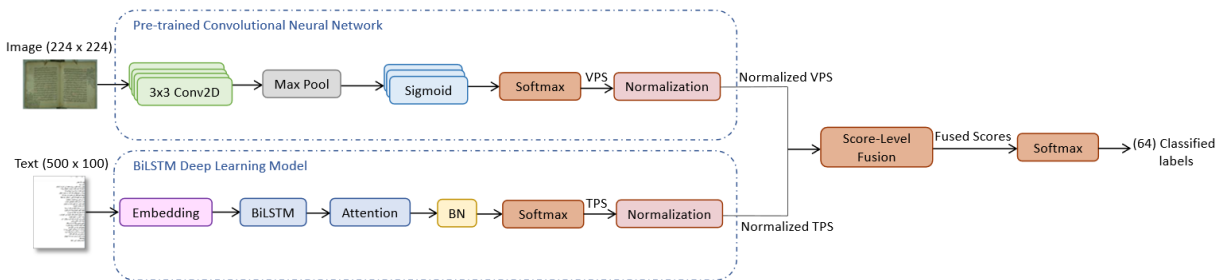 Pre-trained Convolutional Neural Network
Image (224 x 224)
3x3 Conv2D
Max Pool
Sigmoid
Softmax
VPS
Normalization
Normalized VPS
Text (500 x 100)
BiLSTM Deep Learning Model
Embedding
BiLSTM
Attention
BN
Softmax
TPS
Normalization
Normalized TPS
Score-Level
Fusion
Fused Scores
Softmax
(64) Classified
labels